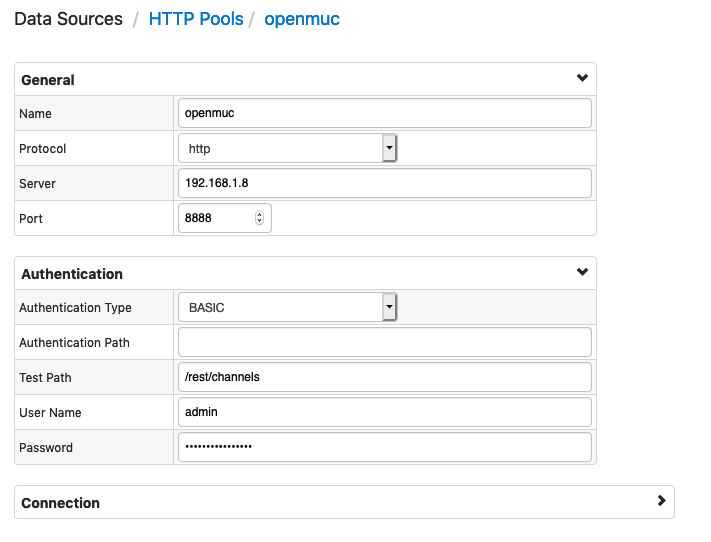 Data Sources / HTTP Pools / openmuc
General
Name openmuc
Protocol http
Server 192.168.1.8
Port 8888
Authentication
Authentication Type BASIC
Authentication Path
Test Path /rest/channels
User Name admin
Password ••••••••••••••••
Connection